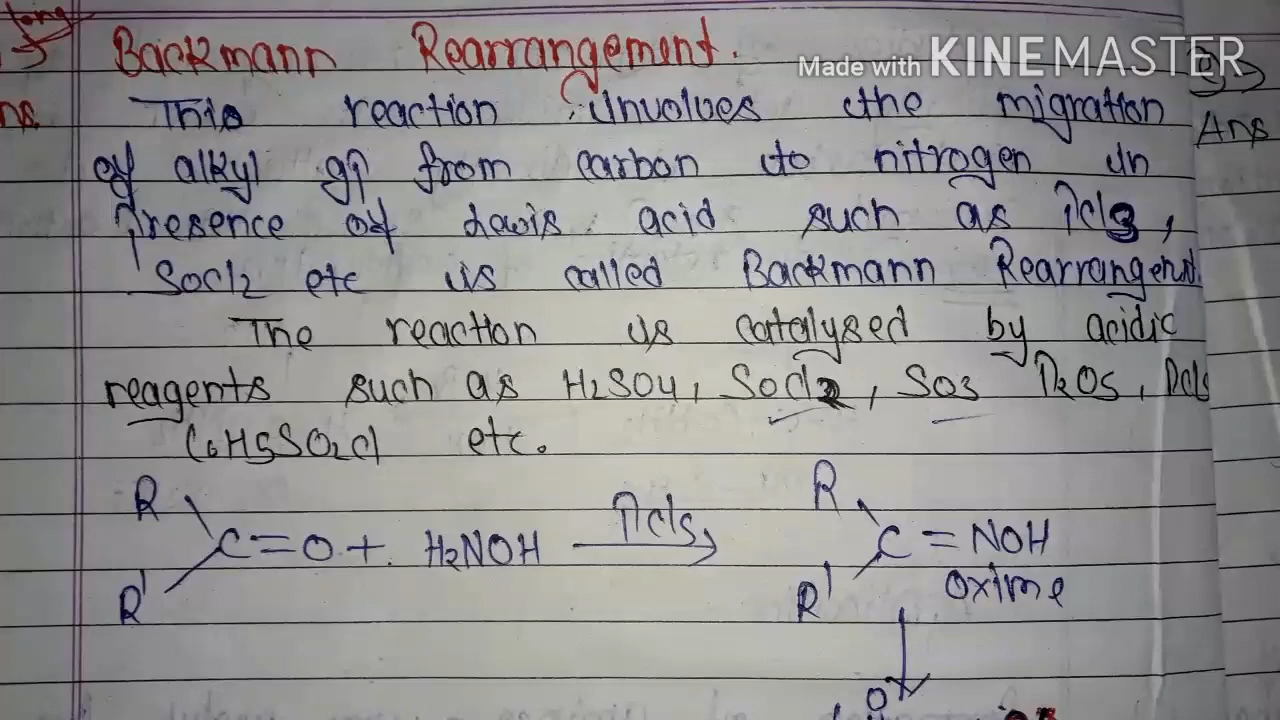 Backmann Rearrangement.
Made with KINEMASTER
Ans
This reaction involves the migration
of alkyl gp from carbon to nitrogen in
Presence of Lewis acid such as Pcl3,
Socl2 etc is called Backmann Rearrangemt
The reaction is catalysed by acidic
reagents such as H2SO4, Socl2, SO3 P2O5, Pcl5
C6H5SO2Cl etc.
R R
C=O + H2NOH Pcl5 C = NOH
R' R' Oxime
O